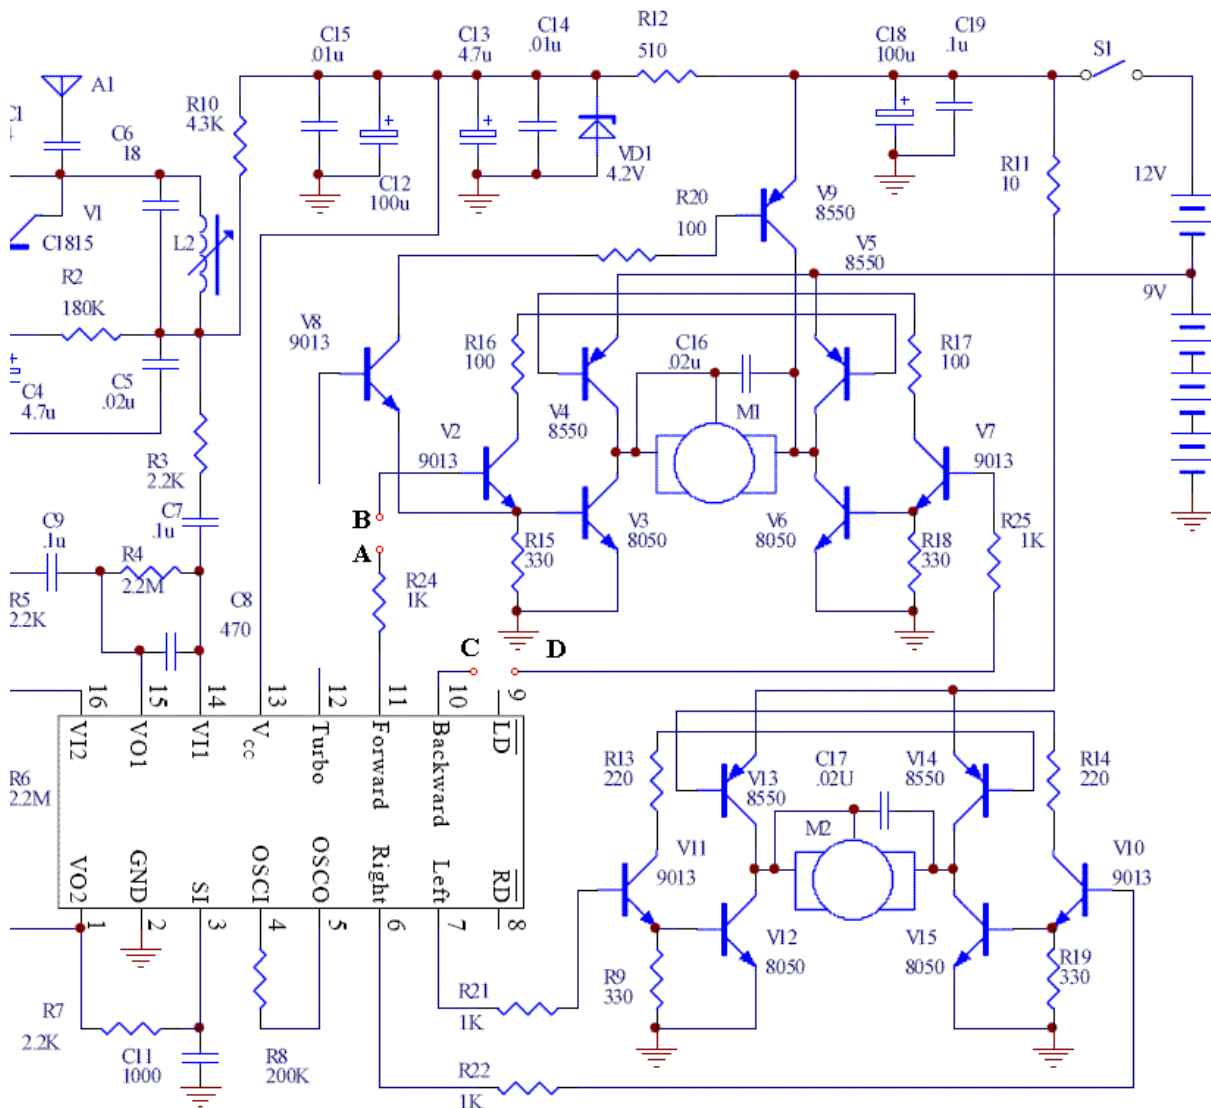 C15
.01u
C13
4.7u
C14
.01u
R12
510
C18
100u
C19
.1u
S1
A1
C1
C6
18
R10
4.3K
C12
100u
VD1
4.2V
R20
100
V9
8550
R11
10
12V
V1
C1815
L2
V5
8550
9V
R2
180K
V8
9013
R16
100
C16
.02u
R17
100
C4
4.7u
C5
.02u
V4
8550
M1
V2
9013
V7
9013
R3
2.2K
C7
.1u
B
A
V3
8050
V6
8050
R25
1K
C9
.1u
R4
2.2M
R15
330
R18
330
R24
1K
R5
2.2K
C8
470
C
D
16
15
14
13
12
11
10
9
VI2
VO1
VI1
Vcc
Turbo
Forward
Backward
LD
R6
2.2M
VO2
GND
SI
OSCI
OSCO
Right
Left
RD
1
2
3
4
5
6
7
8
R13
220
V13
8550
C17
.02U
V14
8550
R14
220
M2
V11
9013
V10
9013
V12
8050
V15
8050
R9
330
R19
330
R7
2.2K
C11
1000
R8
200K
R21
1K
R22
1K